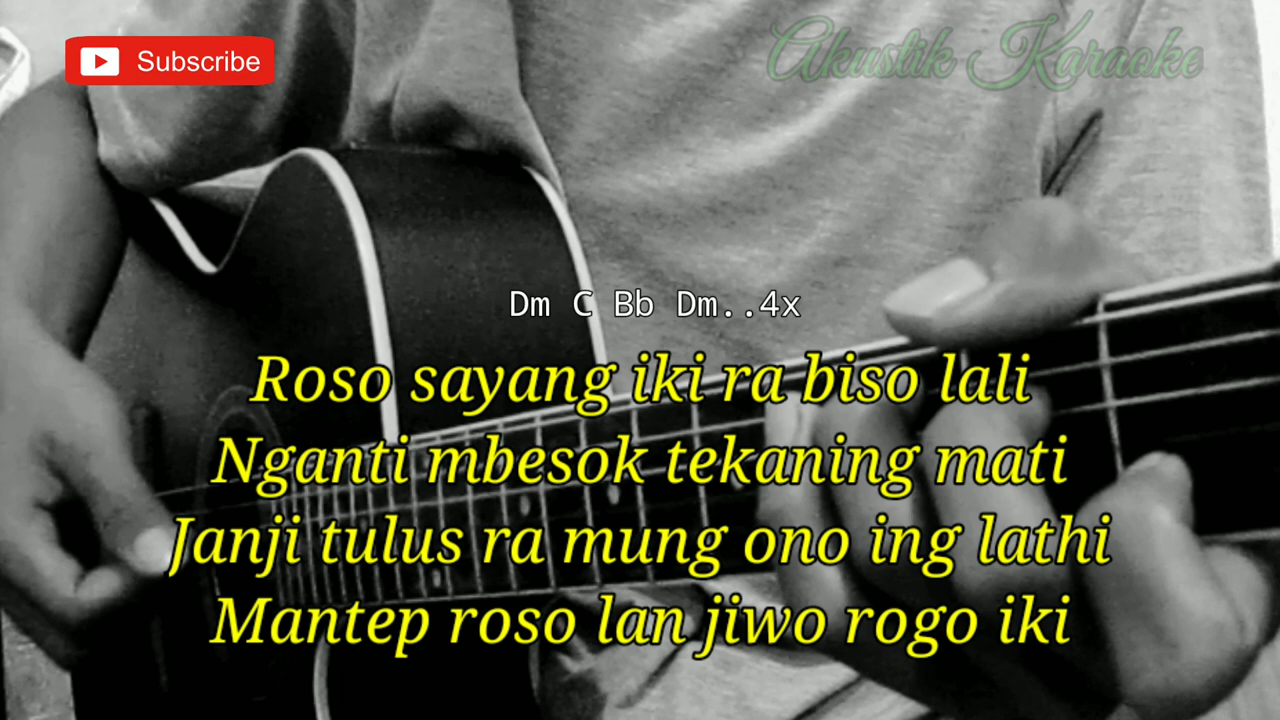 Subscribe
Akustik Karaoke
Dm C Bb Dm..4x
Roso sayang iki ra biso lali
Nganti mbesok tekaning mati
Janji tulus ra mung ono ing lathi
Mantep roso lan jiwo rogo iki